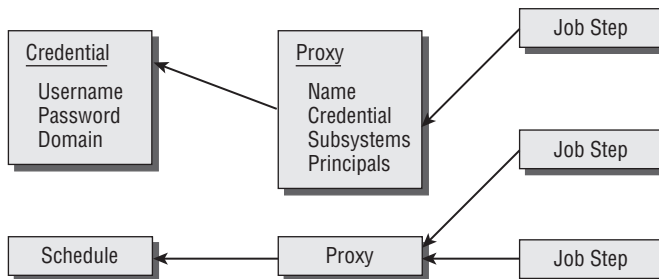 Credential
Username
Password
Domain
Proxy
Name
Credential
Subsystems
Principals
Job Step
Job Step
Schedule
Proxy
Job Step